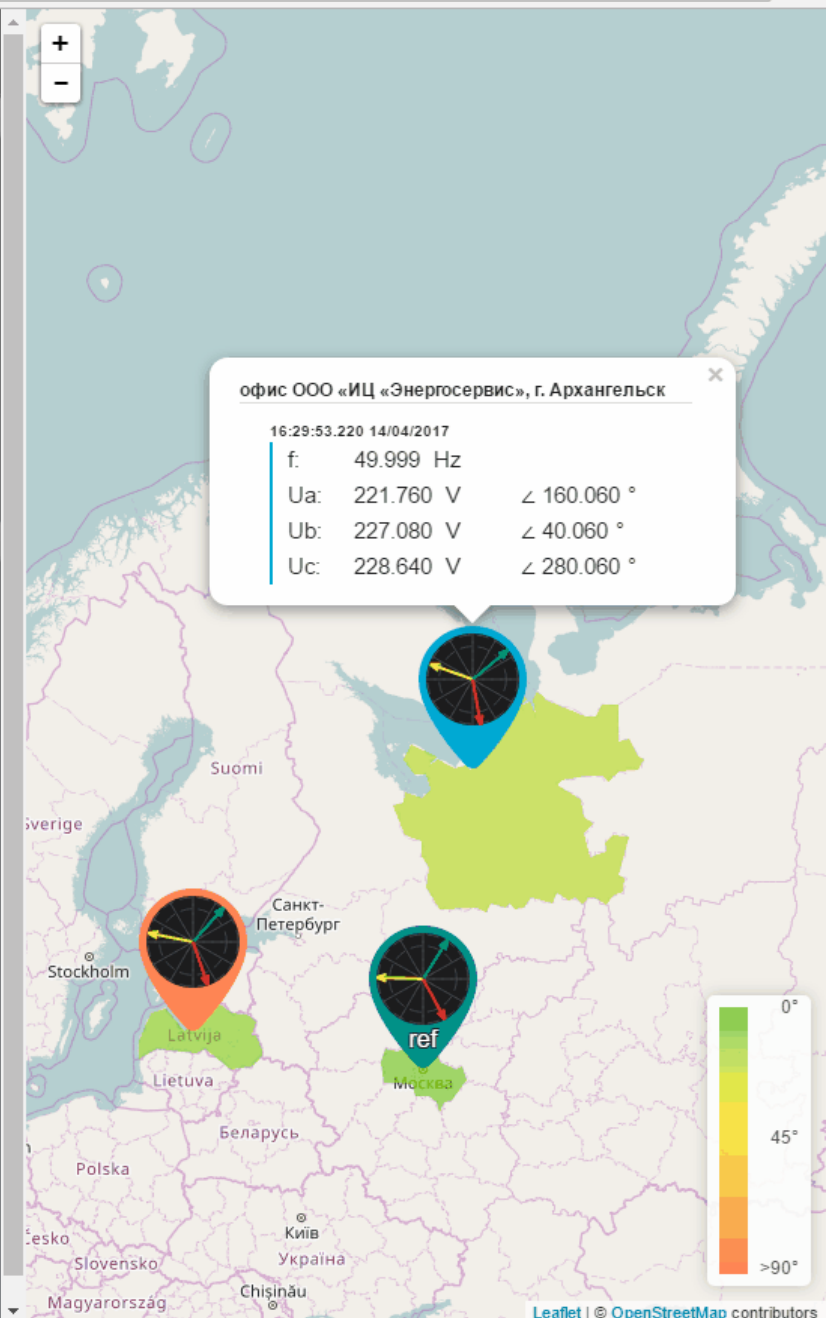 +
−
офис ООО «ИЦ «Энергосервис», г. Архангельск
×
16:29:53.220 14/04/2017
f: 49.999 Hz
Ua: 221.760 V ∠ 160.060 °
Ub: 227.080 V ∠ 40.060 °
Uc: 228.640 V ∠ 280.060 °
Suomi
Sverige
Санкт-
Петербург
Stockholm
ref
Latvija
Москва
Lietuva
Беларусь
Polska
Київ
Україна
Česko
Slovensko
Chișinău
Magyarország
0°
45°
>90°
Leaflet | © OpenStreetMap contributors